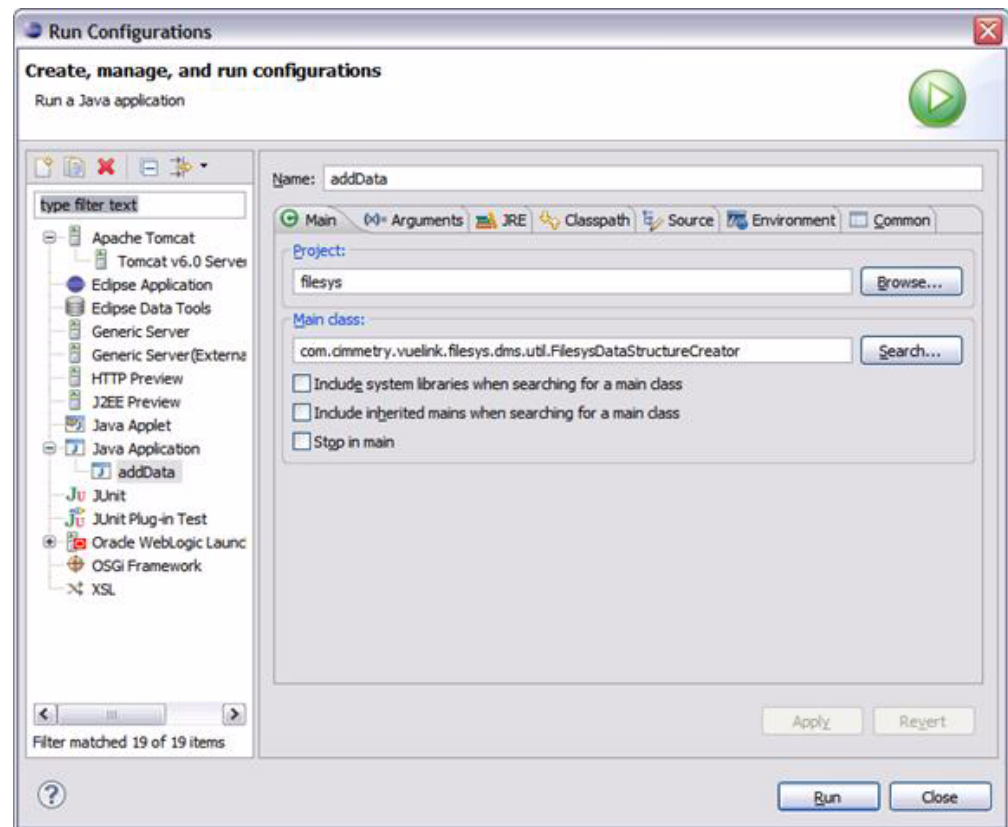 Run Configurations
Create, manage, and run configurations
Run a Java application
type filter text
Apache Tomcat
Tomcat v6.0 Server
Eclipse Application
Eclipse Data Tools
Generic Server
Generic Server(Externa
HTTP Preview
J2EE Preview
Java Applet
Java Application
addData
JUnit
JUnit Plug-in Test
Oracle WebLogic Launc
OSGi Framework
XSL
Filter matched 19 of 19 items
Name: addData
Main (x)= Arguments JRE Classpath Source Environment Common
Project:
filesys Browse...
Main class:
com.cimmetry.vuelink.filesys.dms.util.FilesysDataStructureCreator Search...
Include system libraries when searching for a main class
Include inherited mains when searching for a main class
Stop in main
Apply Revert
? Run Close